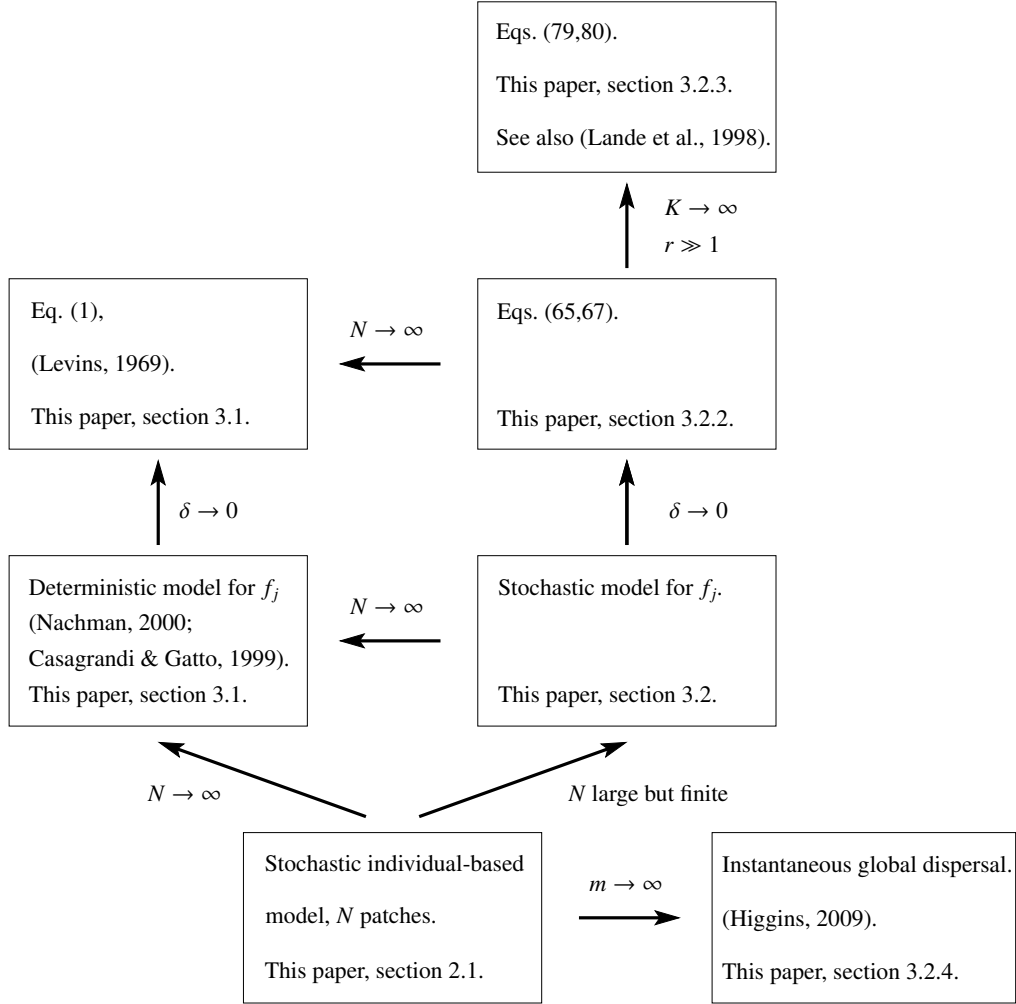 Eqs. (79,80).
This paper, section 3.2.3.
See also (Lande et al., 1998).
K → ∞
r ≫ 1
Eq. (1),
(Levins, 1969).
This paper, section 3.1.
N → ∞
Eqs. (65,67).
This paper, section 3.2.2.
δ → 0
δ → 0
Deterministic model for f_j
(Nachman, 2000;
Casagrandi & Gatto, 1999).
This paper, section 3.1.
N → ∞
Stochastic model for f_j.
This paper, section 3.2.
N → ∞
N large but finite
Stochastic individual-based
model, N patches.
This paper, section 2.1.
m → ∞
Instantaneous global dispersal.
(Higgins, 2009).
This paper, section 3.2.4.